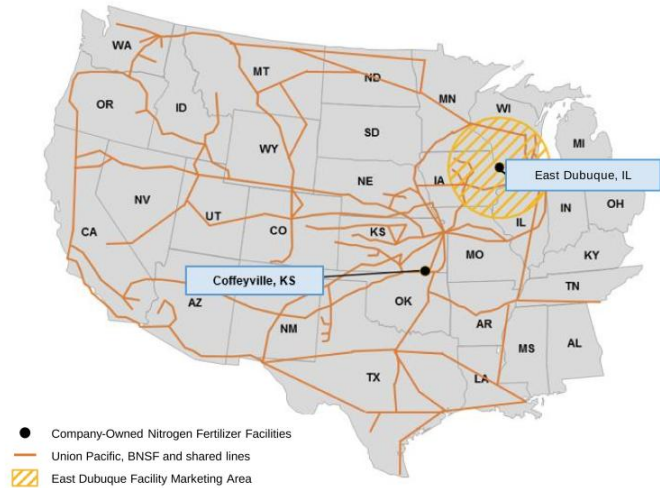 WA
MT
ND
MN
OR
ID
WI
SD
MI
WY
East Dubuque, IL
NE
IA
NV
OH
UT
IL
IN
CA
CO
KS
MO
KY
Coffeyville, KS
TN
AZ
OK
NM
AR
MS
AL
TX
LA
Company-Owned Nitrogen Fertilizer Facilities
Union Pacific, BNSF and shared lines
East Dubuque Facility Marketing Area